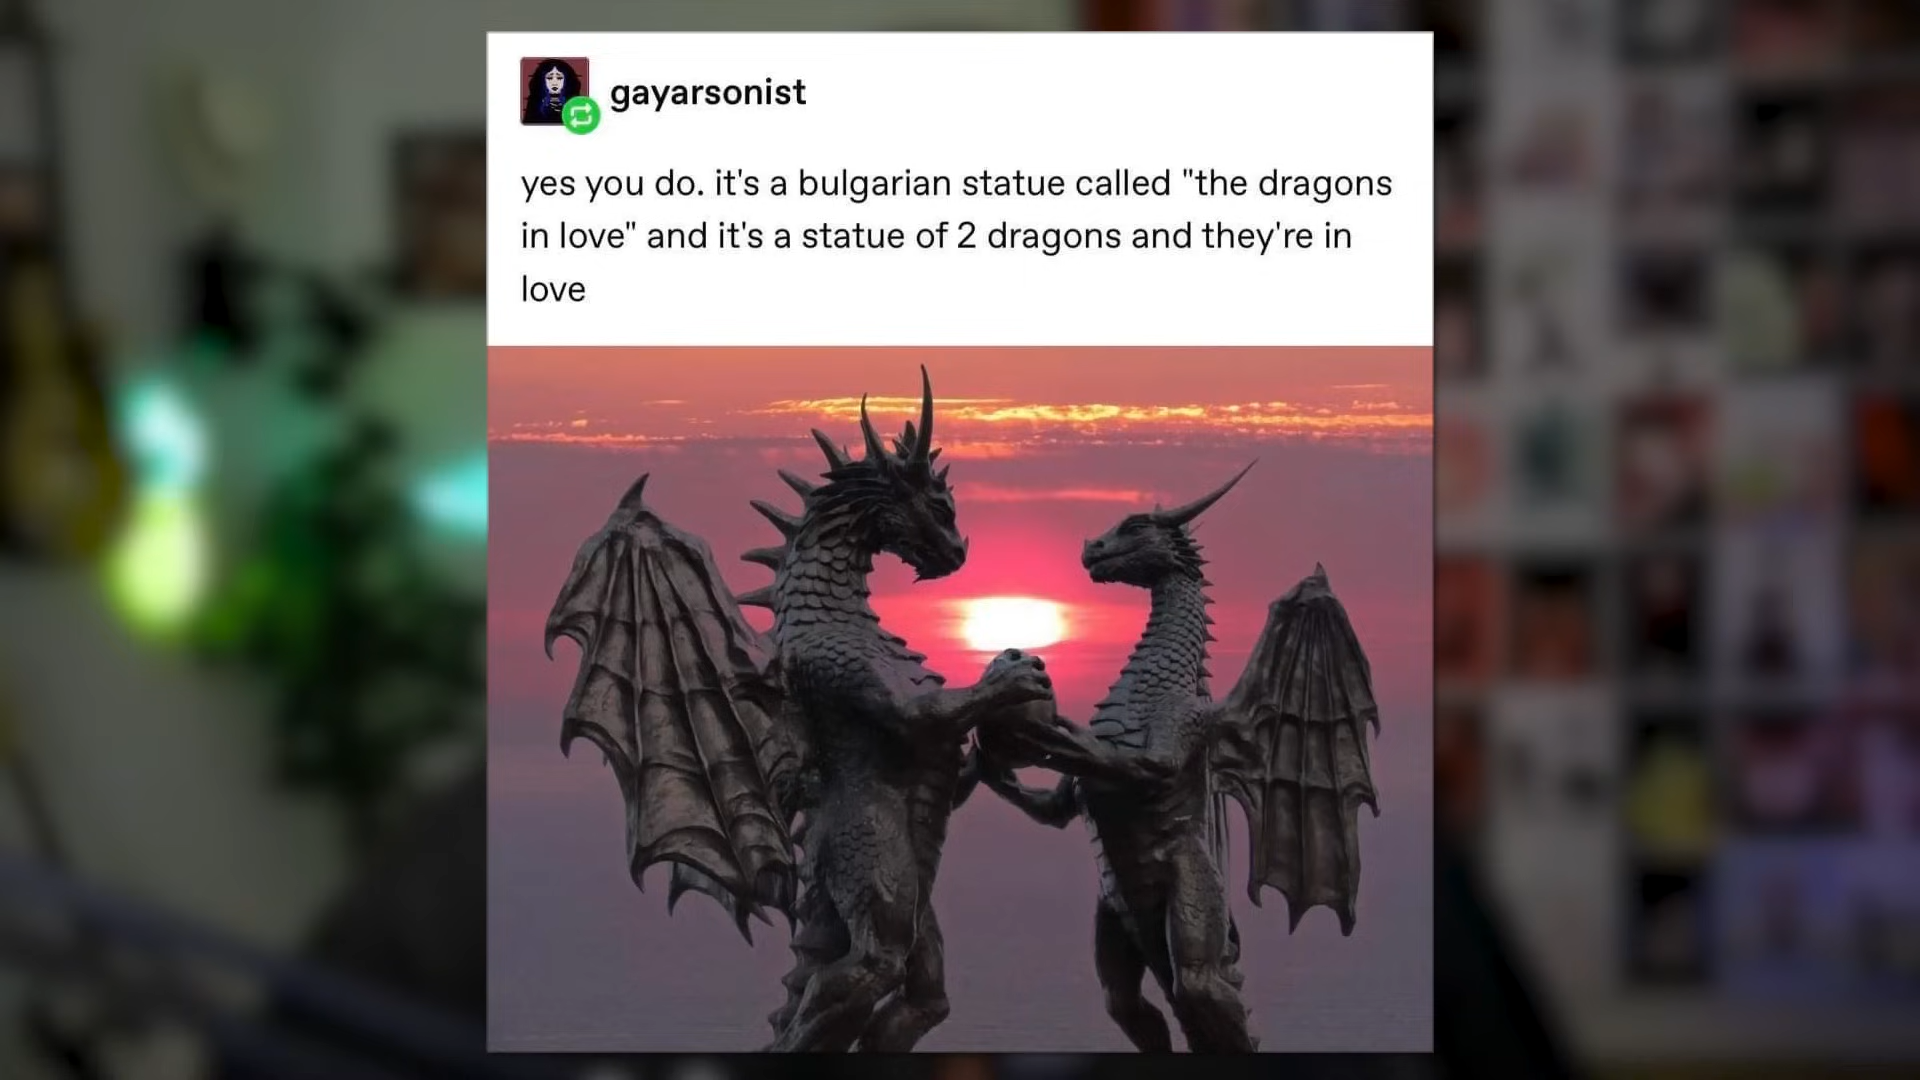 gayarsonist
yes you do. it's a bulgarian statue called "the dragons
in love" and it's a statue of 2 dragons and they're in
love